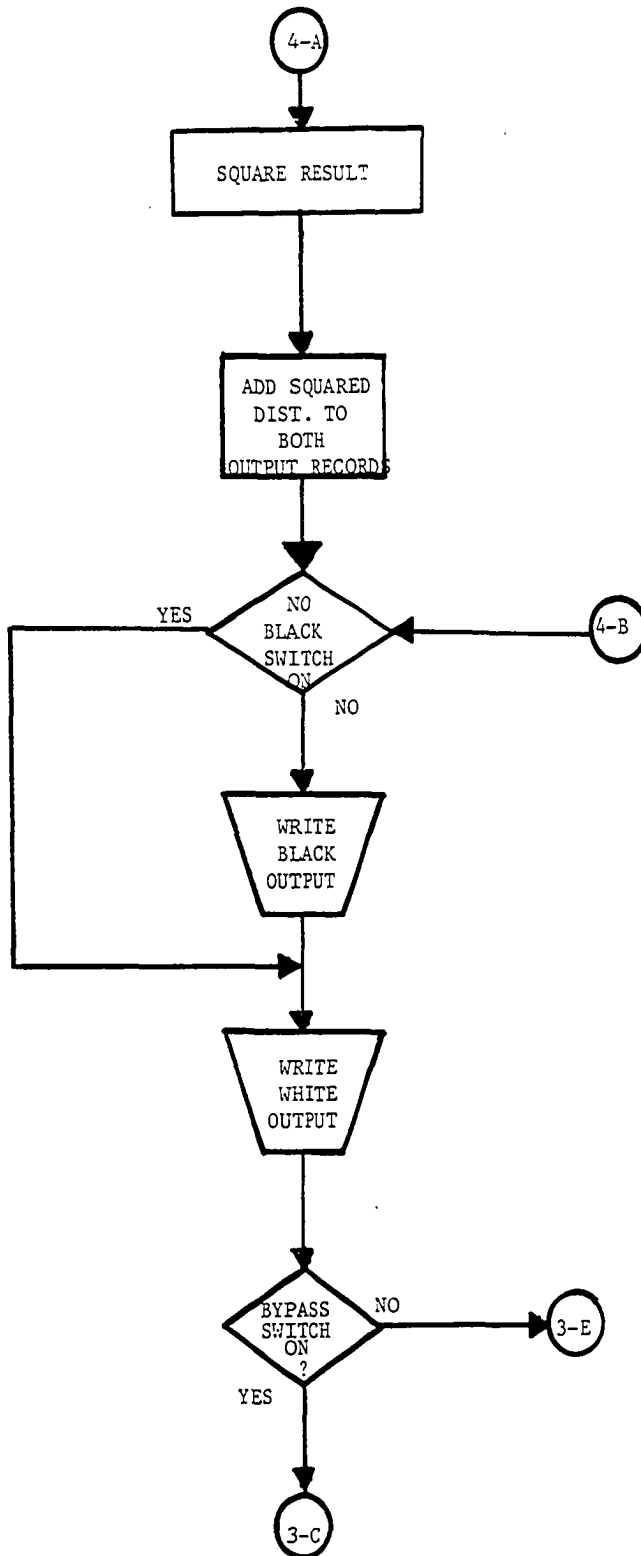 4-A
SQUARE RESULT
ADD SQUARED
DIST. TO
BOTH
OUTPUT RECORDS
YES
NO
BLACK
SWITCH
ON
4-B
NO
WRITE
BLACK
OUTPUT
WRITE
WHITE
OUTPUT
BYPASS
SWITCH
ON
?
NO
3-E
YES
3-C